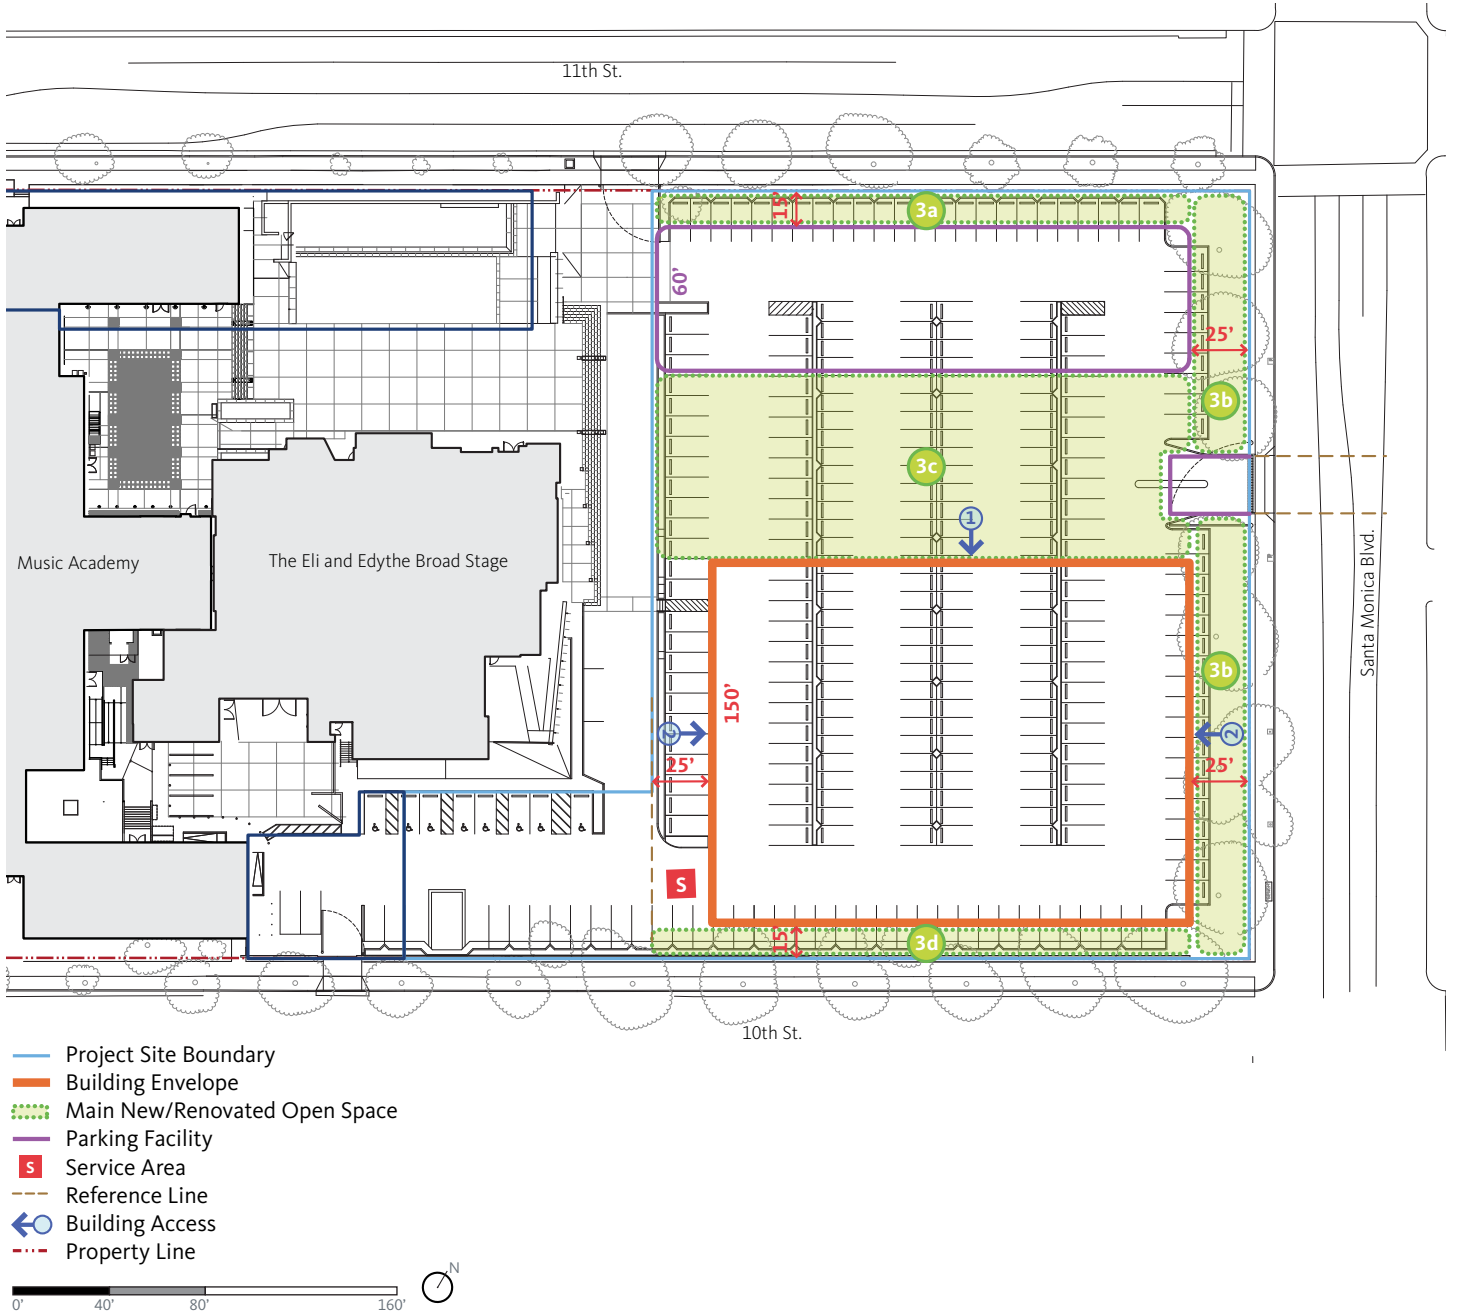 11th St.
15'
3a
60'
25'
3b
3c
1
Music Academy
The Eli and Edythe Broad Stage
Santa Monica Blvd.
3b
150'
2
2
25'
25'
S
15'
3d
10th St.
Project Site Boundary
Building Envelope
Main New/Renovated Open Space
Parking Facility
S Service Area
Reference Line
Building Access
Property Line
N
0' 40' 80' 160'